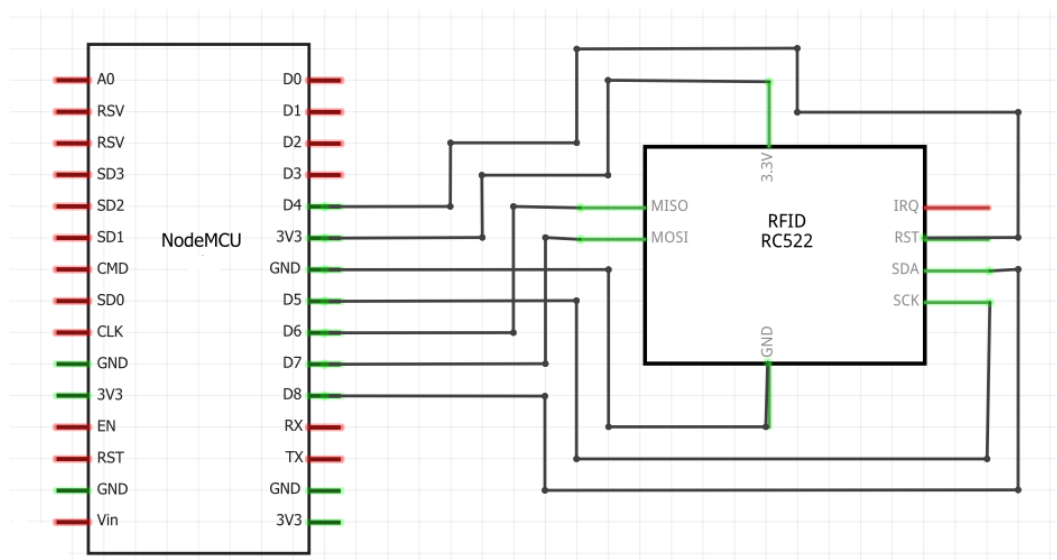 A0
RSV
RSV
SD3
SD2
SD1
CMD
SD0
CLK
GND
3V3
EN
RST
GND
Vin
NodeMCU
D0
D1
D2
D3
D4
3V3
GND
D5
D6
D7
D8
RX
TX
GND
3V3
3.3V
MISO
MOSI
RFID
RC522
GND
IRQ
RST
SDA
SCK